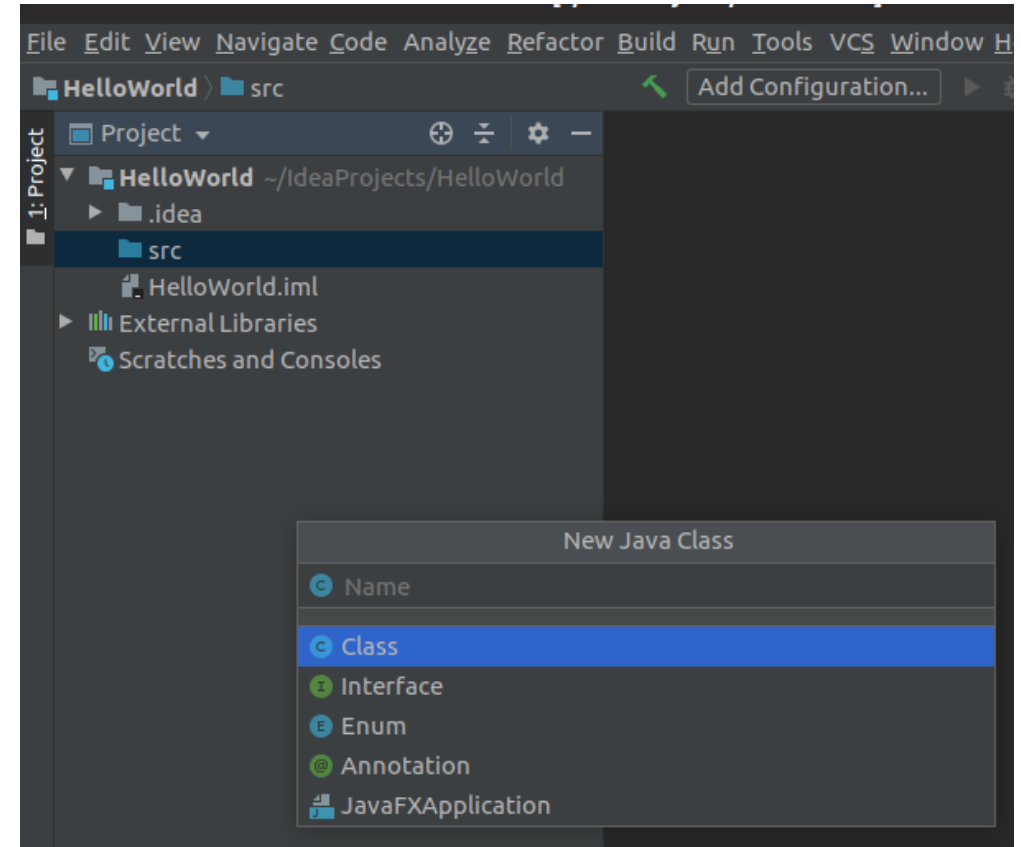 File Edit View Navigate Code Analyze Refactor Build Run Tools VCS Window H
HelloWorld src Add Configuration...
1: Project
Project
HelloWorld ~/IdeaProjects/HelloWorld
.idea
src
HelloWorld.iml
External Libraries
Scratches and Consoles
New Java Class
Name
C Class
I Interface
E Enum
@ Annotation
JavaFXApplication